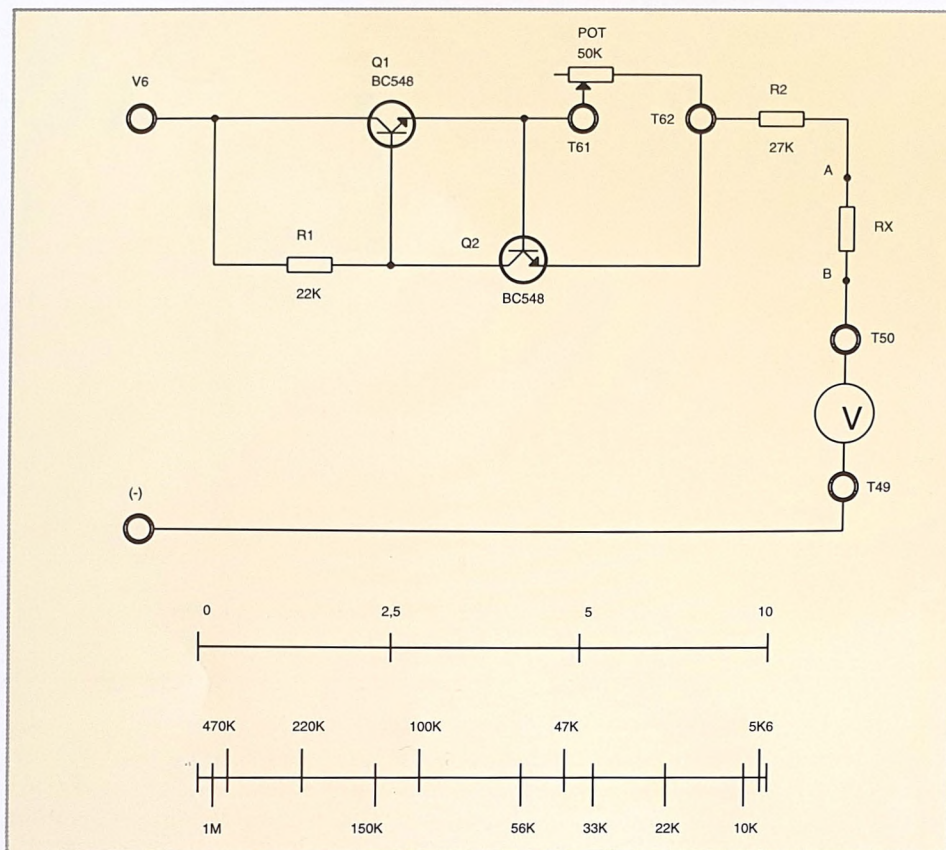 POT
50K
Q1
BC548
V6
R2
T61
T62
27K
A
R1
Q2
RX
B
22K
BC548
T50
V
(-)
T49
0 2,5 5 10
470K 220K 100K 47K 5K6
1M 150K 56K 33K 22K 10K